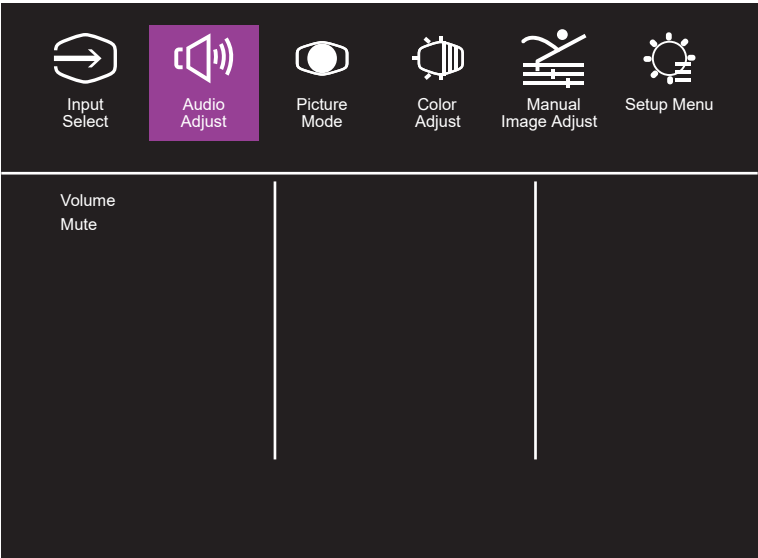 Input
Select
Audio
Adjust
Picture
Mode
Color
Adjust
Manual
Image Adjust
Setup Menu
Volume
Mute